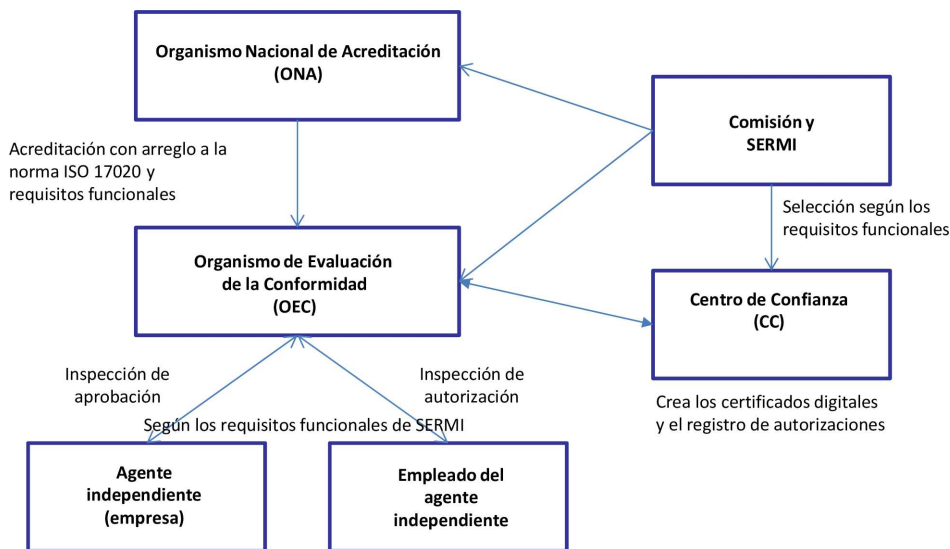 Organismo Nacional de Acreditación
(ONA)
Comisión y
SERMI
Acreditación con arreglo a la
norma ISO 17020 y
requisitos funcionales
Selección según los
requisitos funcionales
Organismo de Evaluación
de la Conformidad
(OEC)
Centro de Confianza
(CC)
Inspección de
aprobación
Inspección de
autorización
Crea los certificados digitales
y el registro de autorizaciones
Según los requisitos funcionales de SERMI
Agente
independiente
(empresa)
Empleado del
agente
independiente